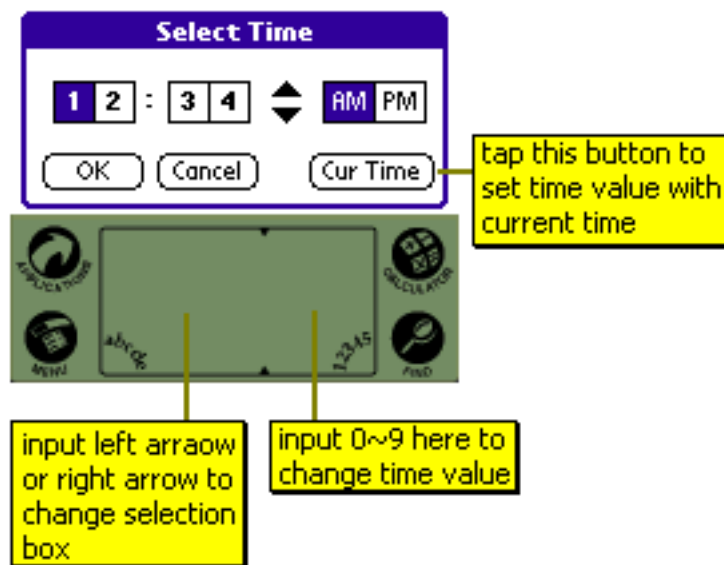 Select Time
1 2 : 3 4 AM PM
OK Cancel Cur Time
tap this button to
set time value with
current time
APPLICATIONS
CALCULATOR
MENU
abcde
12345
FIND
input left arraow
or right arrow to
change selection
box
input 0~9 here to
change time value